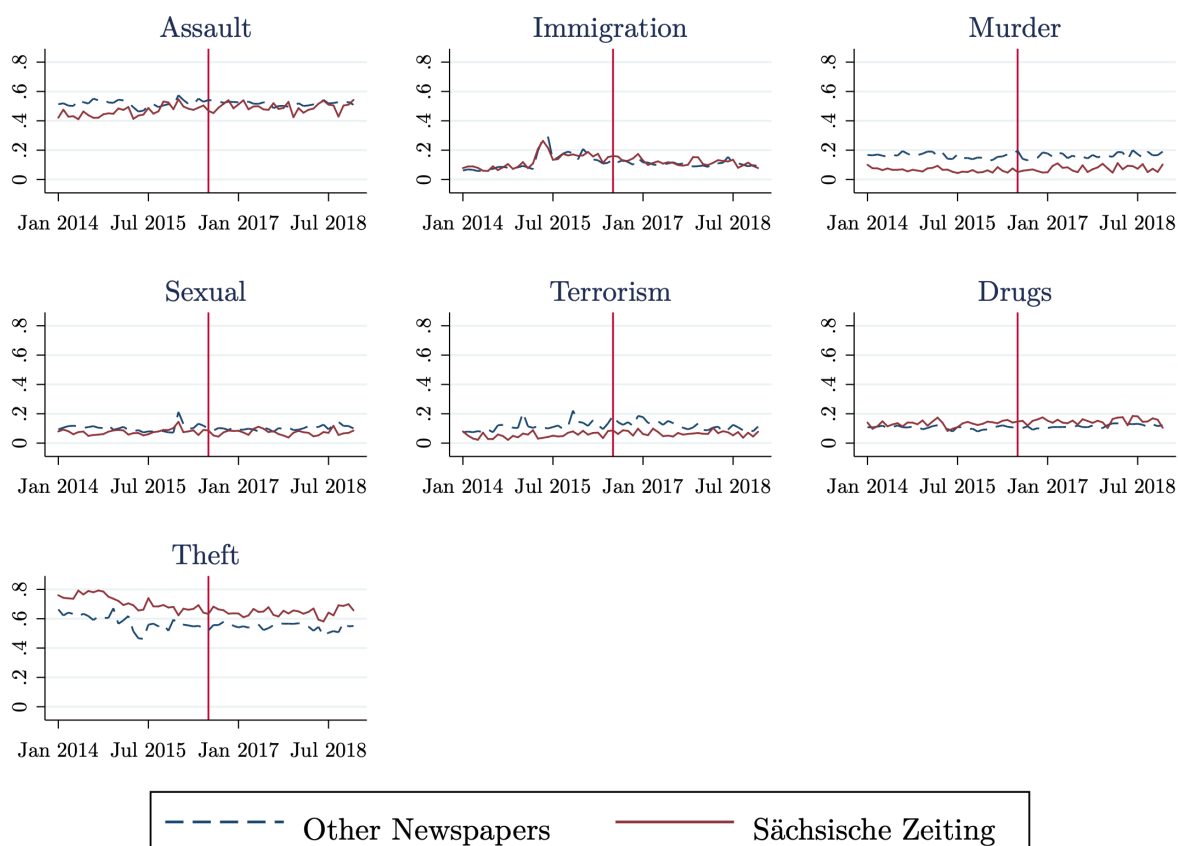 Assault
Immigration
Murder
0 .2 .4 .6 .8
0 .2 .4 .6 .8
0 .2 .4 .6 .8
Jan 2014 Jul 2015 Jan 2017 Jul 2018
Jan 2014 Jul 2015 Jan 2017 Jul 2018
Jan 2014 Jul 2015 Jan 2017 Jul 2018
Sexual
Terrorism
Drugs
0 .2 .4 .6 .8
0 .2 .4 .6 .8
0 .2 .4 .6 .8
Jan 2014 Jul 2015 Jan 2017 Jul 2018
Jan 2014 Jul 2015 Jan 2017 Jul 2018
Jan 2014 Jul 2015 Jan 2017 Jul 2018
Theft
0 .2 .4 .6 .8
Jan 2014 Jul 2015 Jan 2017 Jul 2018
Other Newspapers
Sächsische Zeiting